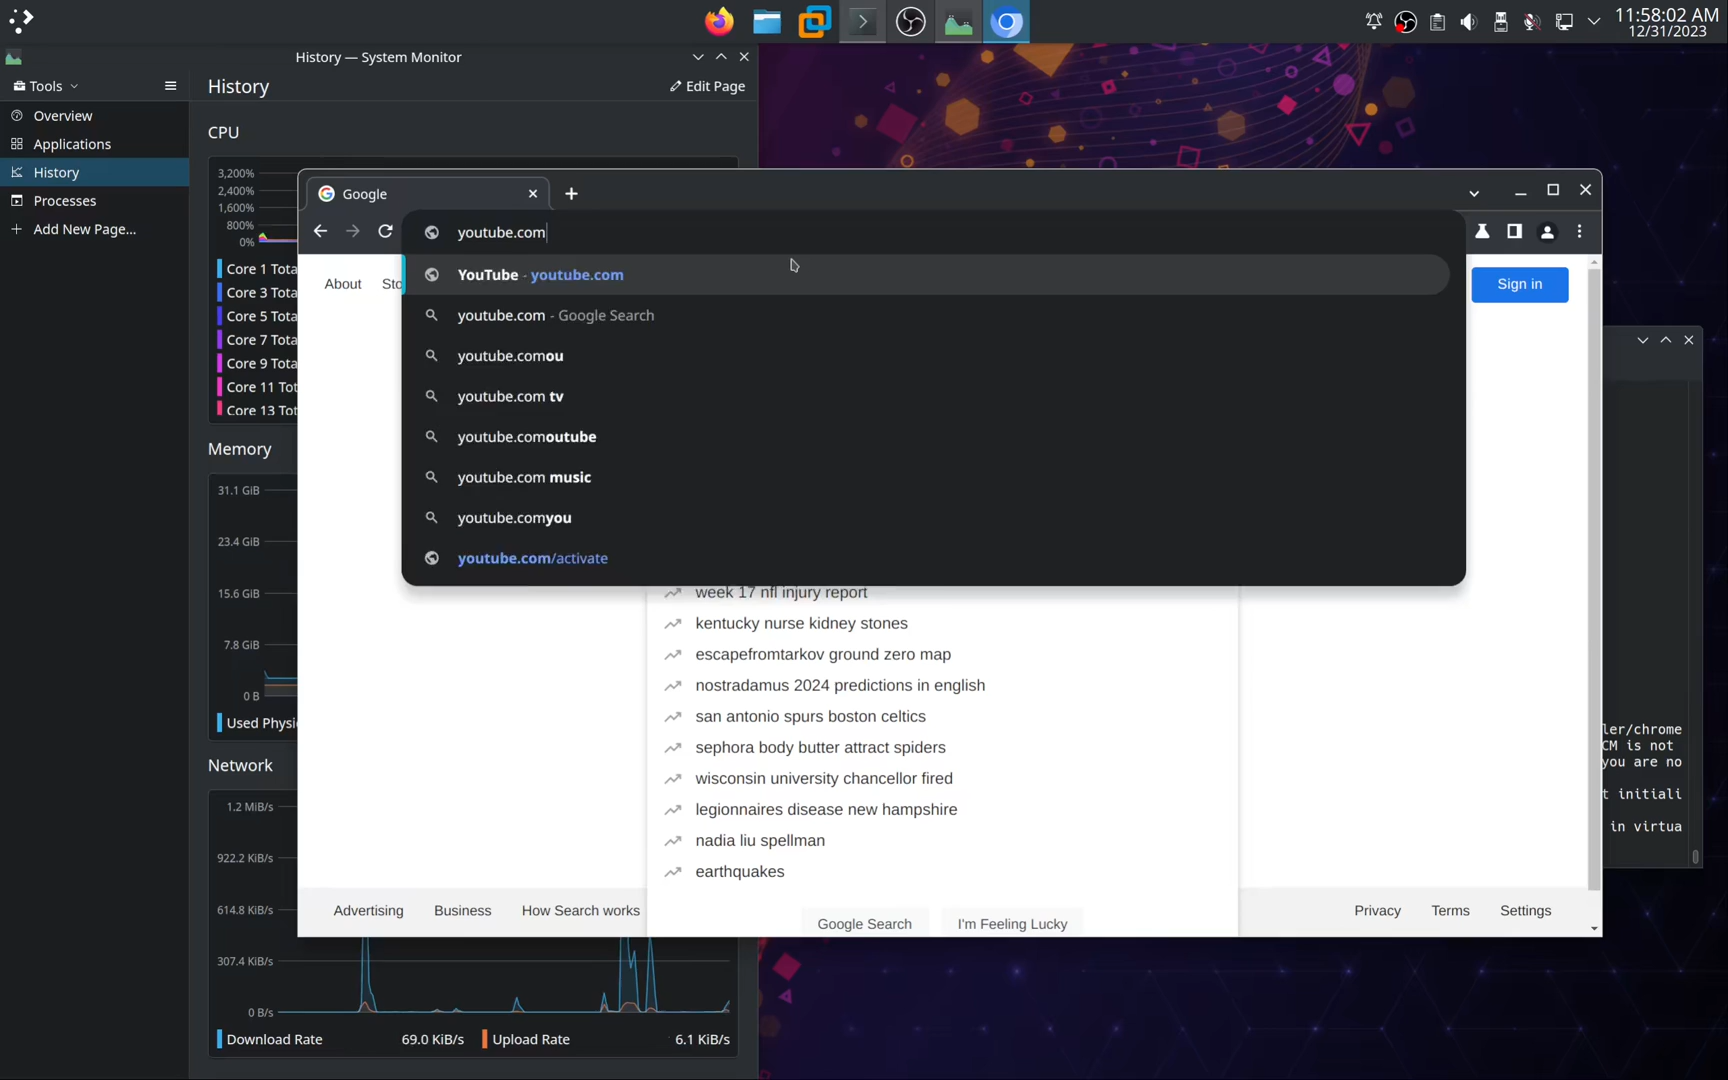 11:58:02 AM
12/31/2023
History — System Monitor
Tools
History
Edit Page
Overview
Applications
History
Processes
Add New Page...
CPU
3,200%
2,400%
1,600%
800%
0%
Core 1 Tota
Core 3 Tota
Core 5 Tota
Core 7 Tota
Core 9 Tota
Core 11 Tot
Core 13 Tot
Memory
31.1 GiB
23.4 GiB
15.6 GiB
7.8 GiB
0 B
Used Physi
Network
1.2 MiB/s
922.2 KiB/s
614.8 KiB/s
307.4 KiB/s
0 B/s
Download Rate 69.0 KiB/s Upload Rate 6.1 KiB/s
Google
youtube.com
About Sto
Sign in
YouTube - youtube.com
youtube.com - Google Search
youtube.comou
youtube.com tv
youtube.comoutube
youtube.com music
youtube.comyou
youtube.com/activate
week 17 nfl injury report
kentucky nurse kidney stones
escapefromtarkov ground zero map
nostradamus 2024 predictions in english
san antonio spurs boston celtics
sephora body butter attract spiders
wisconsin university chancellor fired
legionnaires disease new hampshire
nadia liu spellman
earthquakes
Google Search I'm Feeling Lucky
Advertising Business How Search works Privacy Terms Settings
ler/chrome
CM is not
you are no
t initiali
in virtua